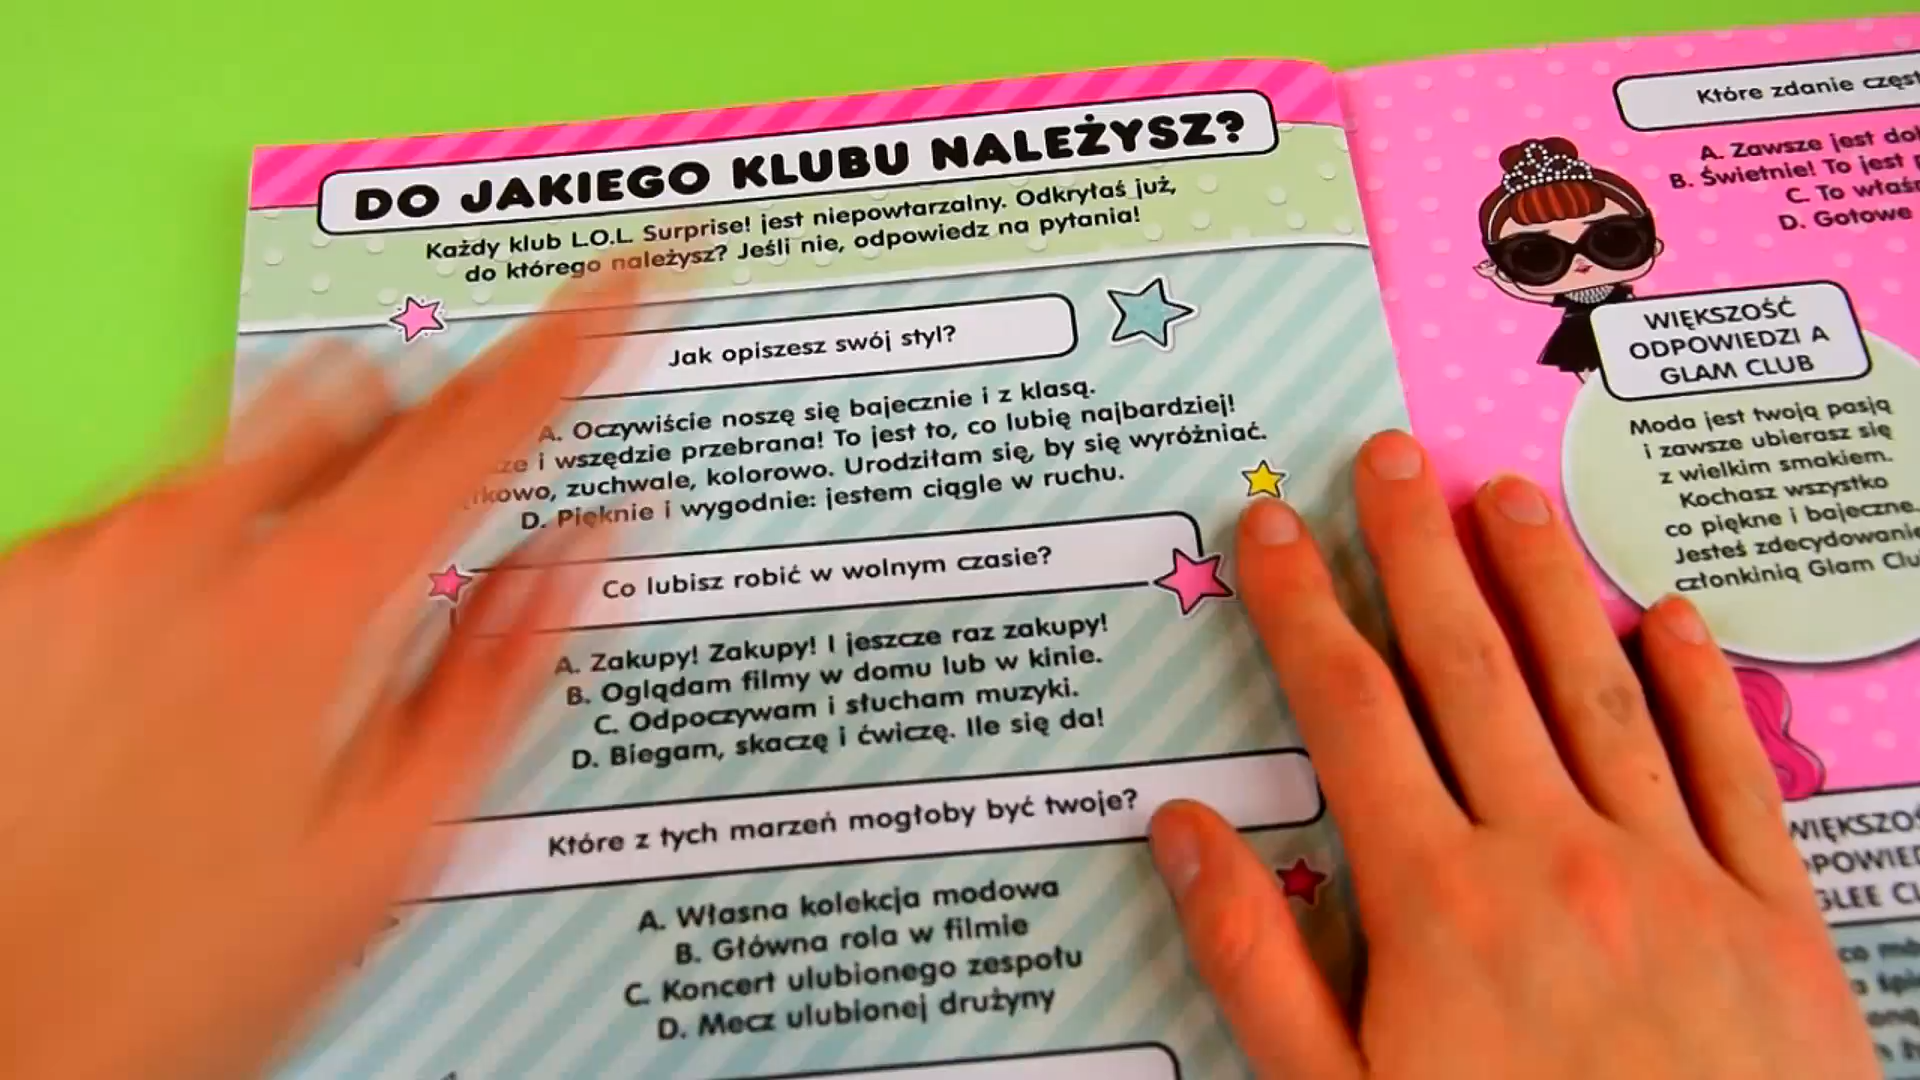 DO JAKIEGO KLUBU NALEŻYSZ?
Każdy klub L.O.L. Surprise! jest niepowtarzalny. Odkryłaś już,
do którego należysz? Jeśli nie, odpowiedz na pytania!
Jak opiszesz swój styl?
A. Oczywiście noszę się bajecznie i z klasą.
i wszędzie przebrana! To jest to, co lubię najbardziej!
zuchwale, kolorowo. Urodziłam się, by się wyróżniać.
D. Pięknie i wygodnie: jestem ciągle w ruchu.
Co lubisz robić w wolnym czasie?
A. Zakupy! Zakupy! I jeszcze raz zakupy!
B. Oglądam filmy w domu lub w kinie.
C. Odpoczywam i słucham muzyki.
D. Biegam, skaczę i ćwiczę. Ile się da!
Które z tych marzeń mogłoby być twoje?
A. Własna kolekcja modowa
B. Główna rola w filmie
C. Koncert ulubionego zespołu
D. Mecz ulubionej drużyny
Które zdanie
A. Zawsze jest
B. Świetnie! To jest
C. To
D. Gotowe
WIĘKSZOŚĆ
ODPOWIEDZI A
GLAM CLUB
Moda jest twoją pasją
i zawsze ubierasz się
z wielkim smakiem.
Kochasz wszystko
co piękne i bajeczne.
Jesteś zdecydowanie
członkinią Glam